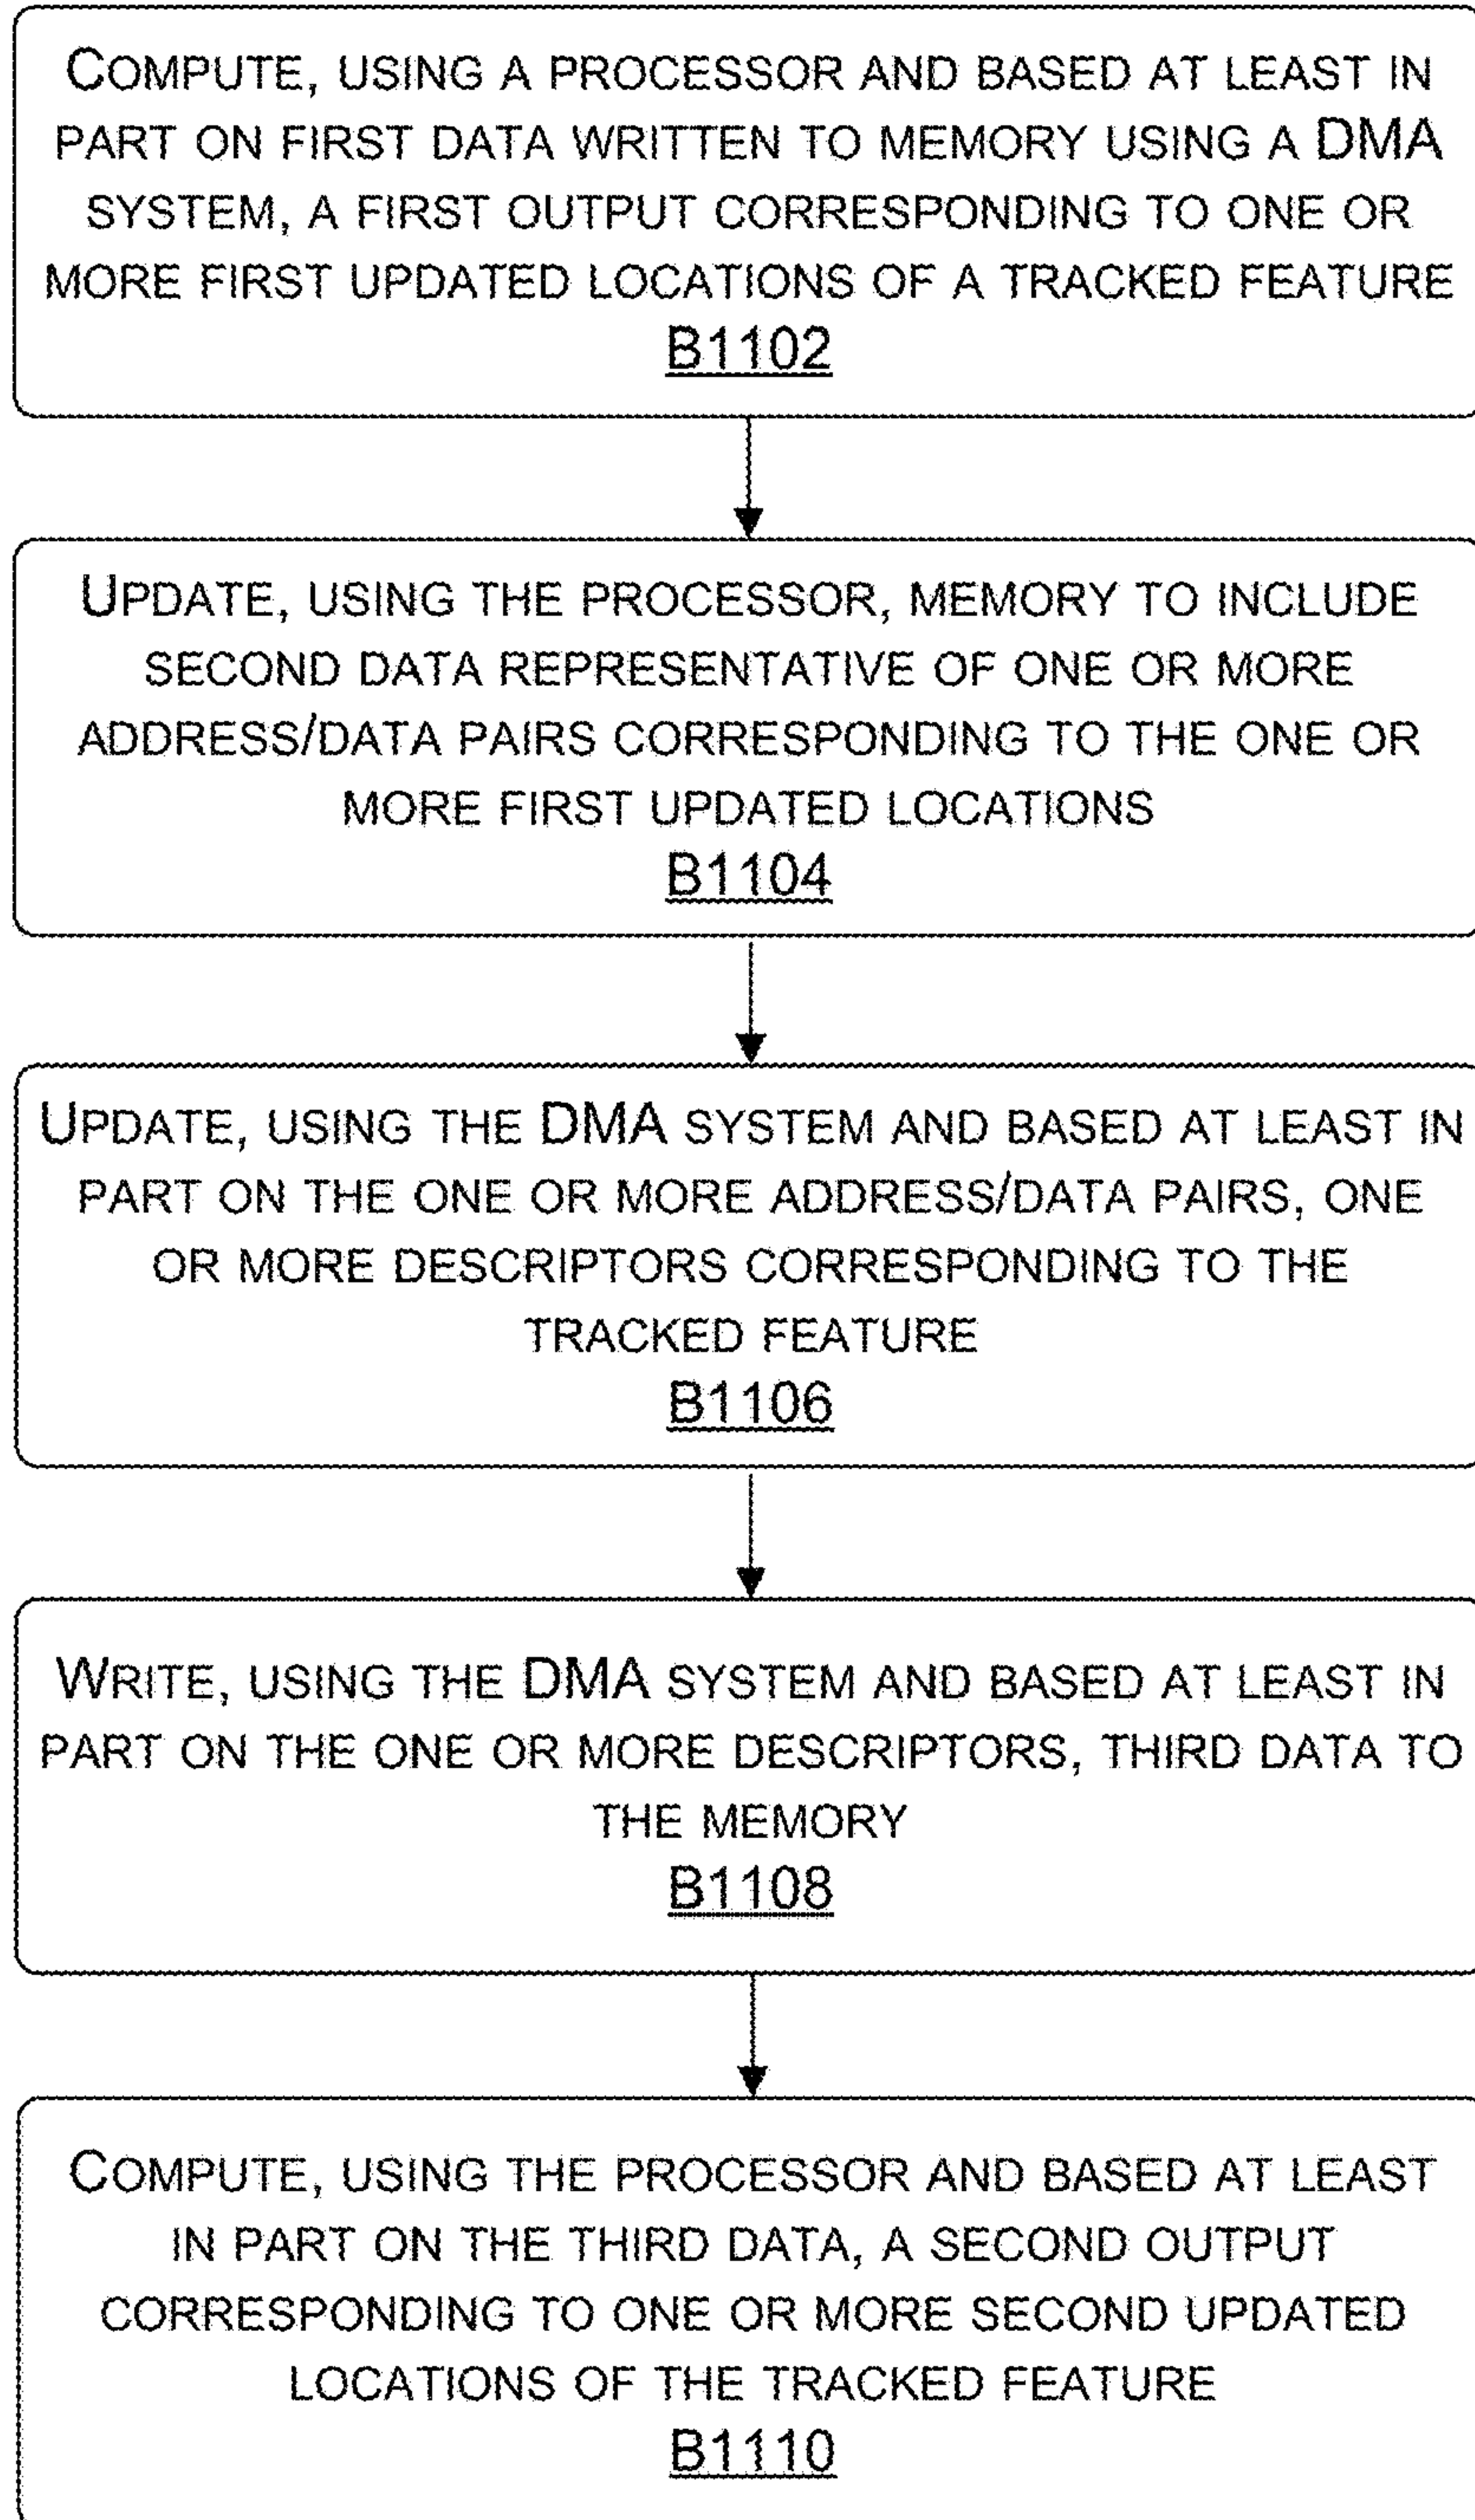 COMPUTE, USING A PROCESSOR AND BASED AT LEAST IN
PART ON FIRST DATA WRITTEN TO MEMORY USING A DMA
SYSTEM, A FIRST OUTPUT CORRESPONDING TO ONE OR
MORE FIRST UPDATED LOCATIONS OF A TRACKED FEATURE
B1102
UPDATE, USING THE PROCESSOR, MEMORY TO INCLUDE
SECOND DATA REPRESENTATIVE OF ONE OR MORE
ADDRESS/DATA PAIRS CORRESPONDING TO THE ONE OR
MORE FIRST UPDATED LOCATIONS
B1104
UPDATE, USING THE DMA SYSTEM AND BASED AT LEAST IN
PART ON THE ONE OR MORE ADDRESS/DATA PAIRS, ONE
OR MORE DESCRIPTORS CORRESPONDING TO THE
TRACKED FEATURE
B1106
WRITE, USING THE DMA SYSTEM AND BASED AT LEAST IN
PART ON THE ONE OR MORE DESCRIPTORS, THIRD DATA TO
THE MEMORY
B1108
COMPUTE, USING THE PROCESSOR AND BASED AT LEAST
IN PART ON THE THIRD DATA, A SECOND OUTPUT
CORRESPONDING TO ONE OR MORE SECOND UPDATED
LOCATIONS OF THE TRACKED FEATURE
B1110